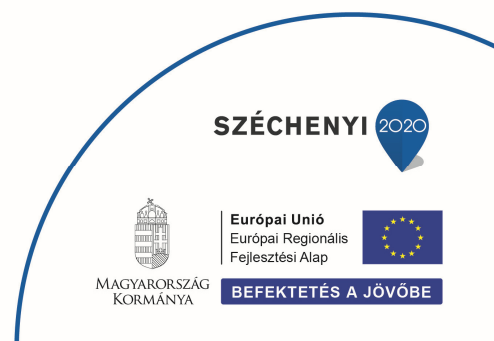 SZÉCHENYI 2020
Európai Unió
Európai Regionális
Fejlesztési Alap
MAGYARORSZÁG
KORMÁNYA
BEFEKTETÉS A JÖVŐBE